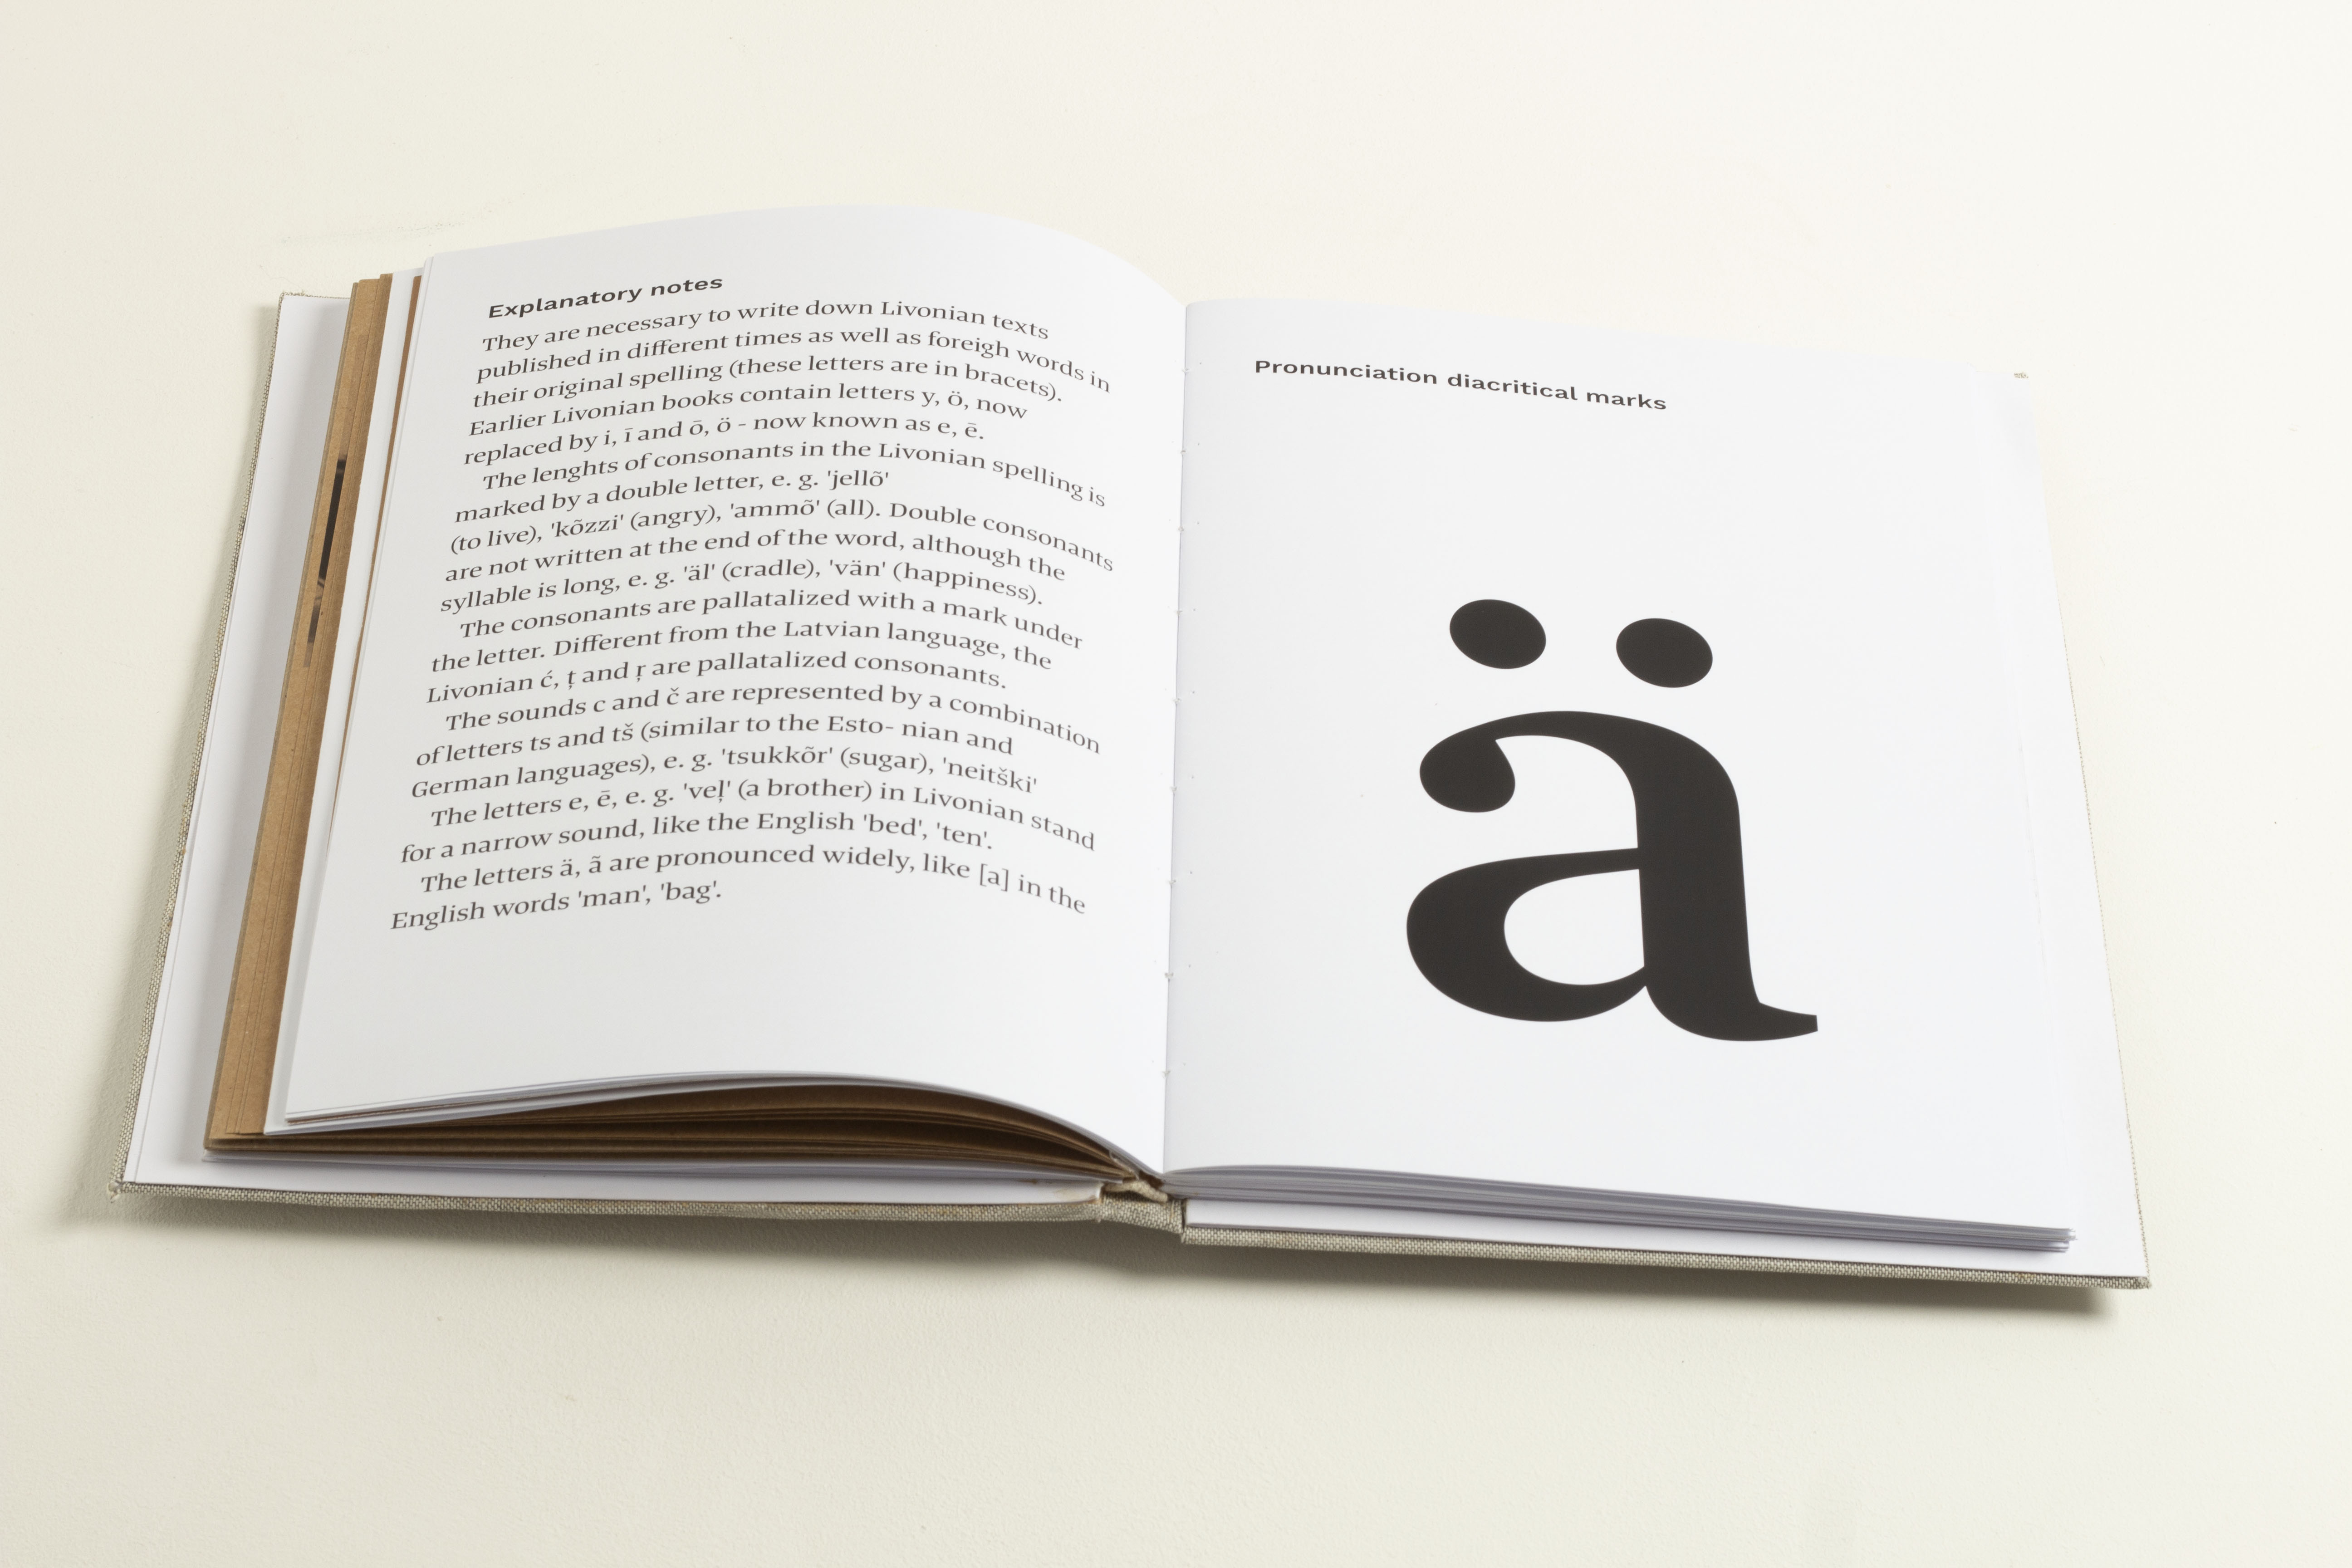 Explanatory notes
They are necessary to write down Livonian texts
published in different times as well as foreigh words in
their original spelling (these letters are in bracets).
Earlier Livonian books contain letters y, ö, now
replaced by i, ī and ō, ö - now known as e, ē.
The lenghts of consonants in the Livonian spelling is
marked by a double letter, e. g. 'jellõ'
(to live), 'kõzzi' (angry), 'ammõ' (all). Double consonants
are not written at the end of the word, although the
syllable is long, e. g. 'äl' (cradle), 'vän' (happiness).
The consonants are pallatalized with a mark under
the letter. Different from the Latvian language, the
Livonian ć, ţ and ŗ are pallatalized consonants.
The sounds c and č are represented by a combination
of letters ts and tš (similar to the Esto- nian and
German languages), e. g. 'tsukkõr' (sugar), 'neitški'
The letters e, ē, e. g. 'veļ' (a brother) in Livonian stand
for a narrow sound, like the English 'bed', 'ten'.
The letters ä, ã are pronounced widely, like [a] in the
English words 'man', 'bag'.
Pronunciation diacritical marks
ä